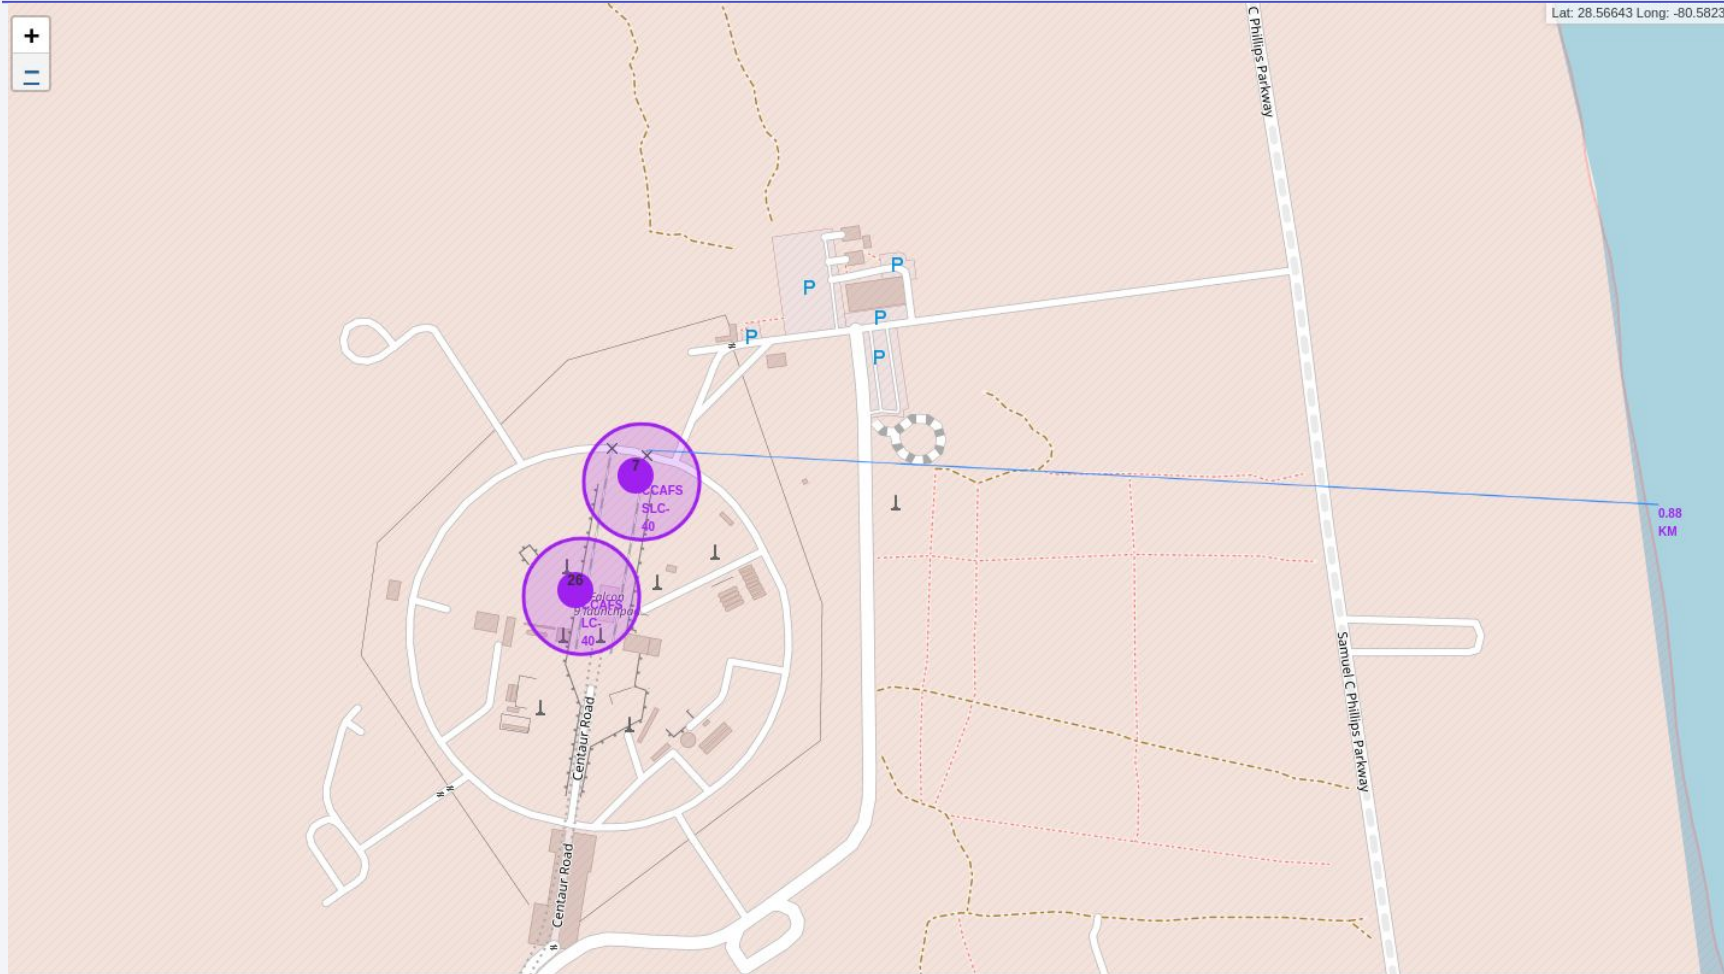 +
−
Lat: 28.56643 Long: -80.5823
C Phillips Parkway
P
P
P
P
P
7
CCAFS
SLC-
40
0.88
KM
26
Falcon
CCAFS
LC-
40
Samuel C Phillips Parkway
Centaur Road
Centaur Road